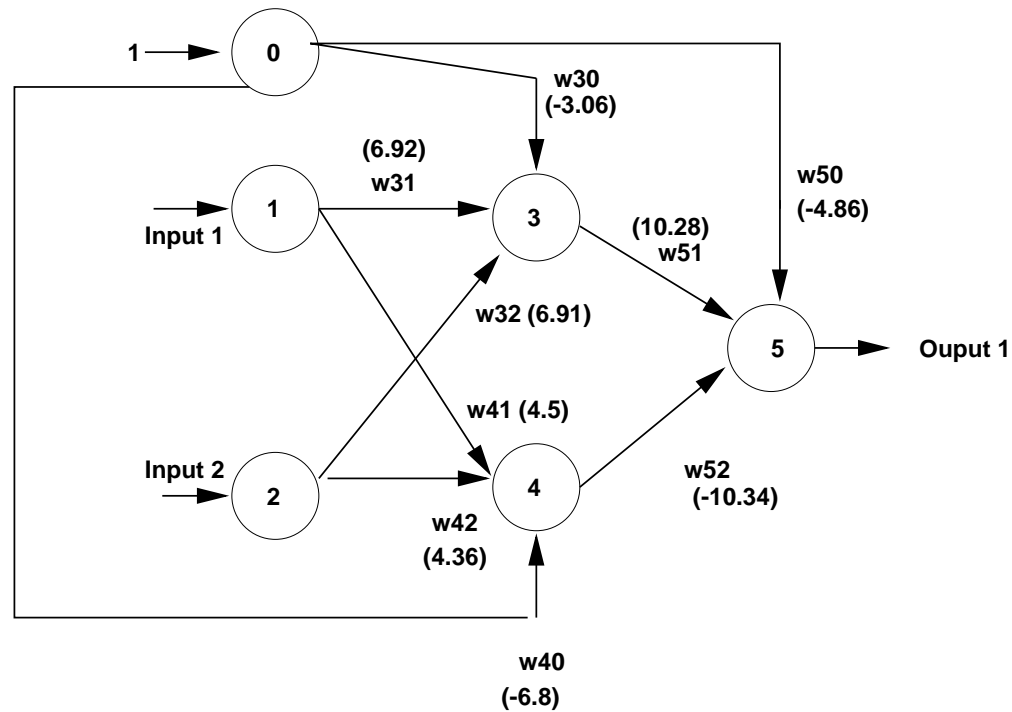 1
0
w30
(-3.06)
(6.92)
w31
w50
(-4.86)
1
Input 1
3
(10.28)
w51
w32 (6.91)
5
Ouput 1
w41 (4.5)
Input 2
2
4
w52
(-10.34)
w42
(4.36)
w40
(-6.8)